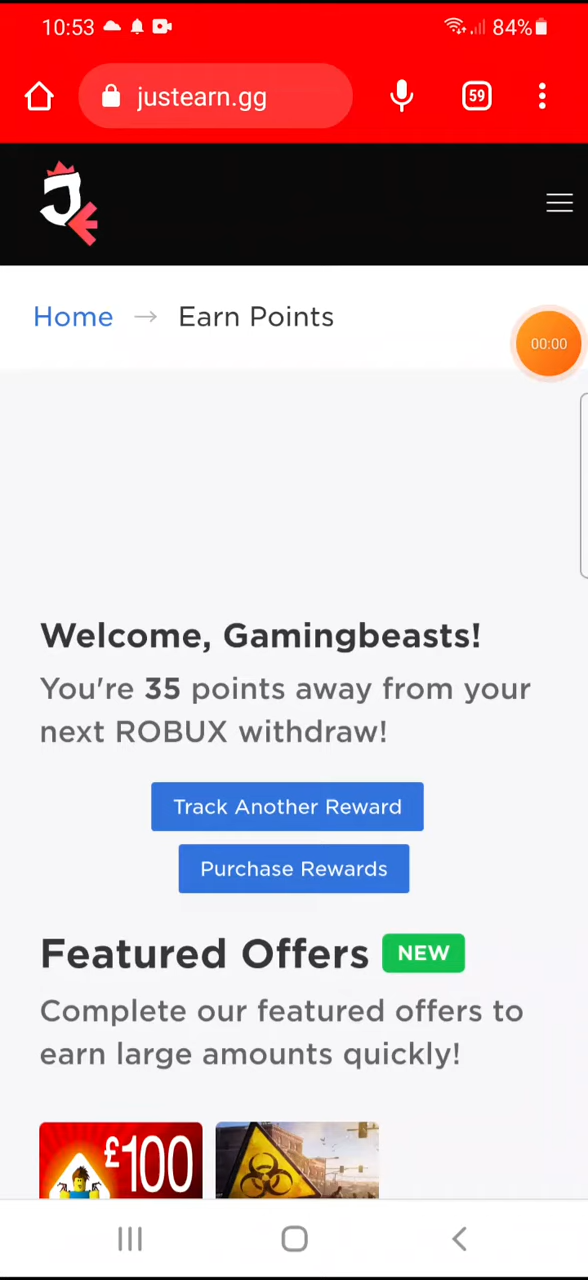 10:53 84%
justearn.gg 59
Home → Earn Points
00:00
Welcome, Gamingbeasts!
You're 35 points away from your
next ROBUX withdraw!
Track Another Reward
Purchase Rewards
Featured Offers NEW
Complete our featured offers to
earn large amounts quickly!
£100